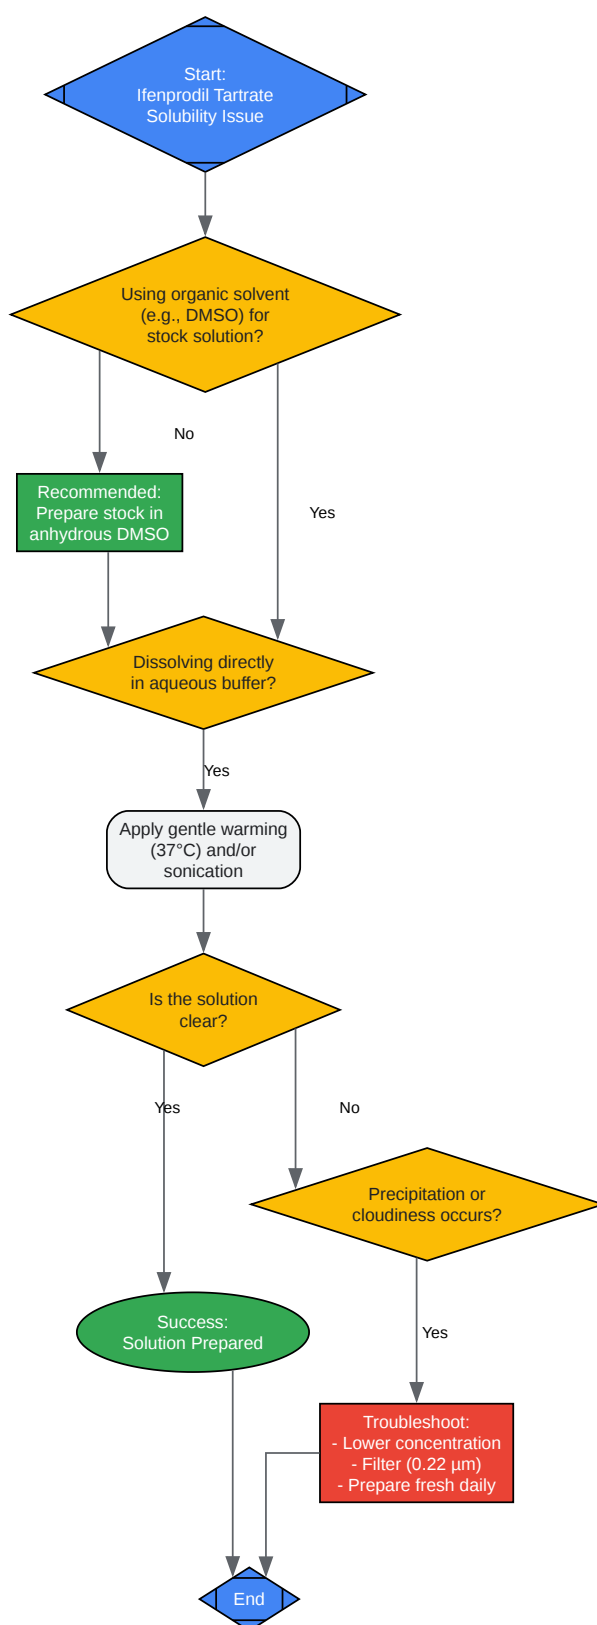 Start:
Ifenprodil Tartrate
Solubility Issue
Using organic solvent
(e.g., DMSO) for
stock solution?
No
Yes
Recommended:
Prepare stock in
anhydrous DMSO
Dissolving directly
in aqueous buffer?
Yes
Apply gentle warming
(37°C) and/or
sonication
Is the solution
clear?
Yes
No
Precipitation or
cloudiness occurs?
Yes
Success:
Solution Prepared
Troubleshoot:
- Lower concentration
- Filter (0.22 µm)
- Prepare fresh daily
End